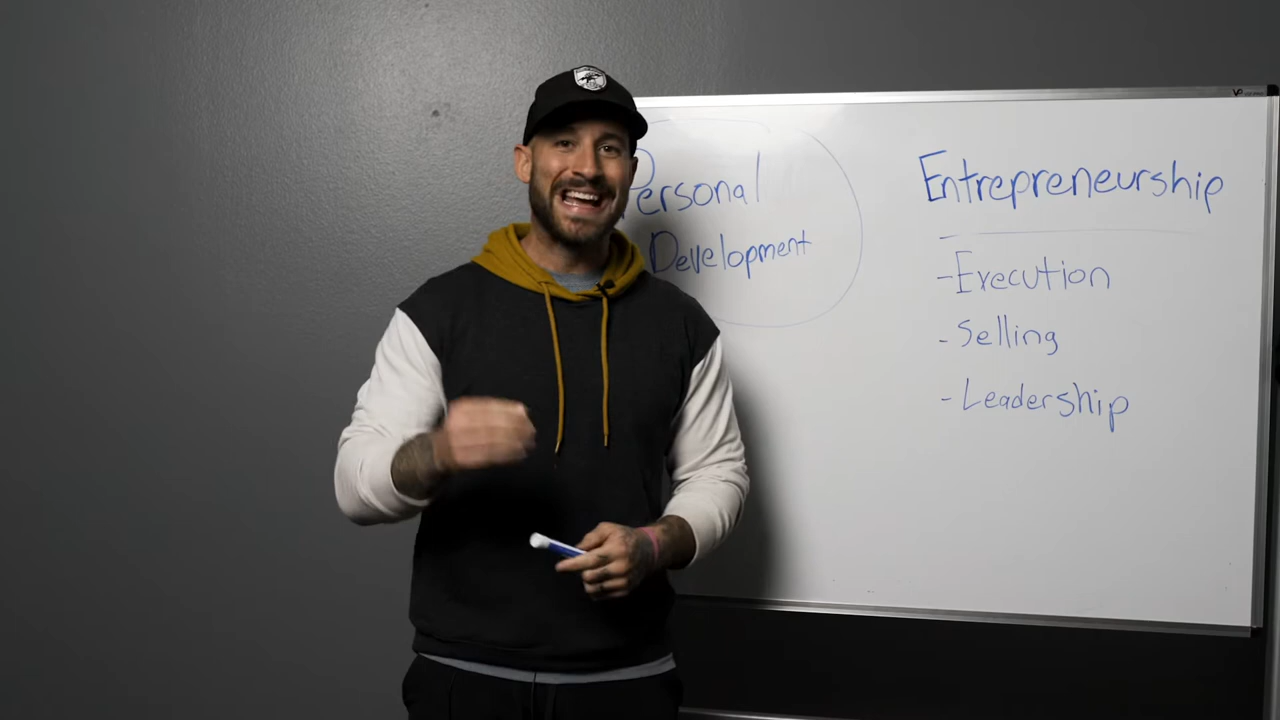 Personal
Development
Entrepreneurship
- Execution
- Selling
- Leadership